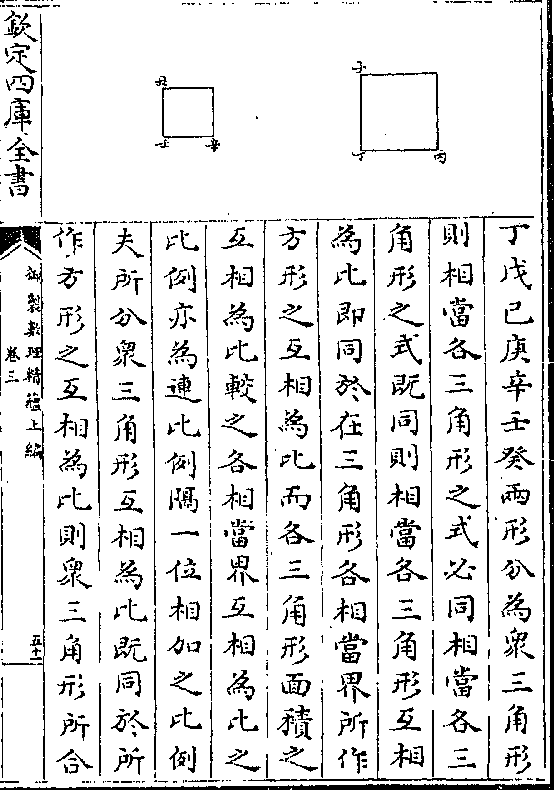 子
丁
丙
丑
壬
辛
丁戊已庚辛壬癸兩形分為衆三角形
則相當各三角形之式必同相當各三
角形之式既同則相當各三角形互相
為比即同於在三角形各相當界所作
方形之互相為比而各三角形面積之
互相為比較之各相當界互相為比之
比例亦為連比例隔一位相加之比例
夫所分衆三角形互相為比既同於所
作方形之互相為比則衆三角形所合
欽定四庫全書
御製數理精蘊上編
卷三
五十一